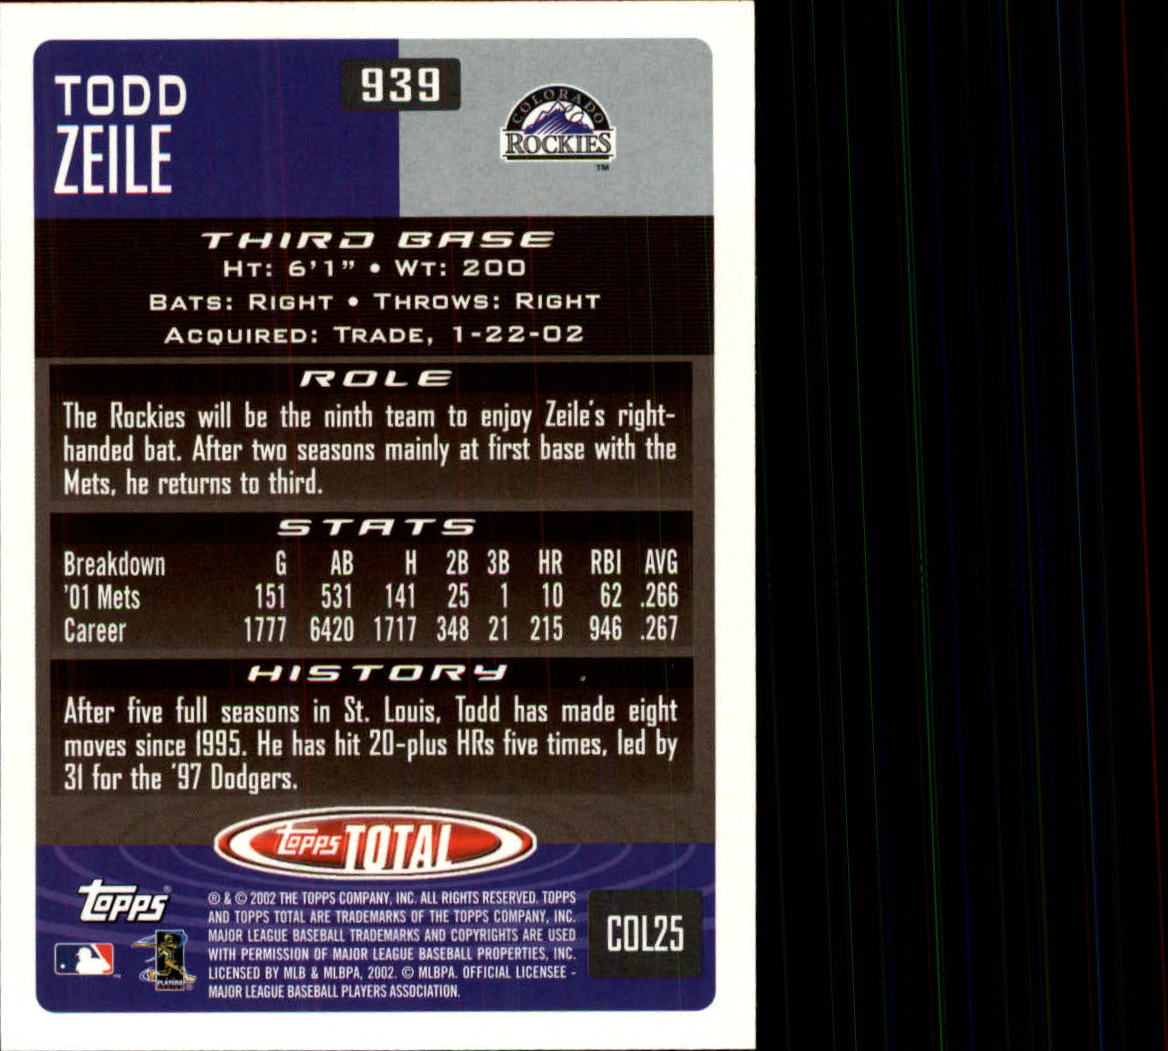 TODD
ZEILE
939
COLORADO
ROCKIES
TM
THIRD BASE
HT: 6'1" • WT: 200
BATS: RIGHT • THROWS: RIGHT
ACQUIRED: TRADE, 1-22-02
ROLE
The Rockies will be the ninth team to enjoy Zeile's right-
handed bat. After two seasons mainly at first base with the
Mets, he returns to third.
STATS
Breakdown G AB H 2B 3B HR RBI AVG
'01 Mets 151 531 141 25 1 10 62 .266
Career 1777 6420 1717 348 21 215 946 .267
HISTORY
After five full seasons in St. Louis, Todd has made eight
moves since 1995. He has hit 20-plus HRs five times, led by
31 for the '97 Dodgers.
Topps TOTAL
Topps®
® & © 2002 THE TOPPS COMPANY, INC. ALL RIGHTS RESERVED. TOPPS
AND TOPPS TOTAL ARE TRADEMARKS OF THE TOPPS COMPANY, INC.
MAJOR LEAGUE BASEBALL TRADEMARKS AND COPYRIGHTS ARE USED
WITH PERMISSION OF MAJOR LEAGUE BASEBALL PROPERTIES, INC.
LICENSED BY MLB & MLBPA, 2002. © MLBPA. OFFICIAL LICENSEE -
MAJOR LEAGUE BASEBALL PLAYERS ASSOCIATION.
COL25
PLAYERS